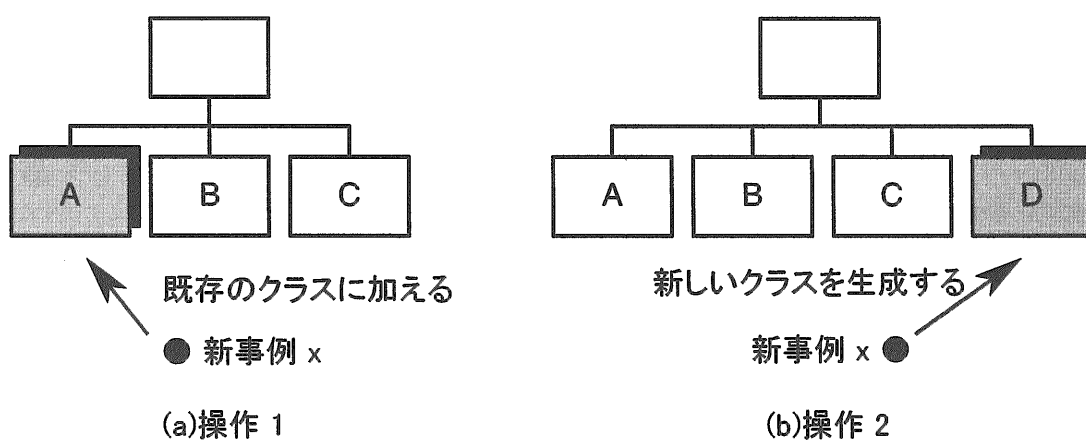 A B C
既存のクラスに加える
新事例 x
(a)操作 1
A B C D
新しいクラスを生成する
新事例 x
(b)操作 2